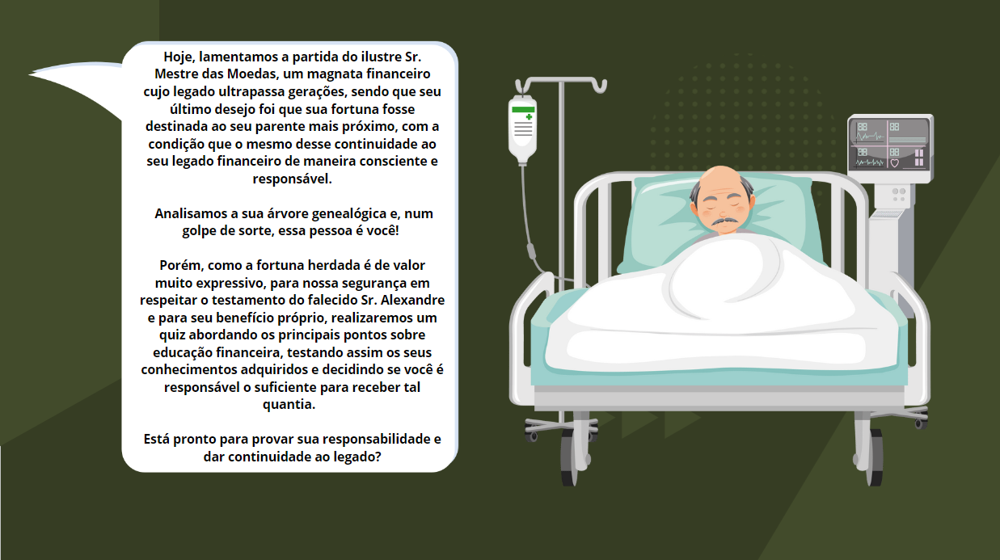 Hoje, lamentamos a partida do ilustre Sr.
Mestre das Moedas, um magnata financeiro
cujo legado ultrapassa gerações, sendo que seu
último desejo foi que sua fortuna fosse
destinada ao seu parente mais próximo, com a
condição que o mesmo desse continuidade ao
seu legado financeiro de maneira consciente e
responsável.
Analisamos a sua árvore genealógica e, num
golpe de sorte, essa pessoa é você!
Porém, como a fortuna herdada é de valor
muito expressivo, para nossa segurança em
respeitar o testamento do falecido Sr. Alexandre
e para seu benefício próprio, realizaremos um
quiz abordando os principais pontos sobre
educação financeira, testando assim os seus
conhecimentos adquiridos e decidindo se você é
responsável o suficiente para receber tal
quantia.
Está pronto para provar sua responsabilidade e
dar continuidade ao legado?